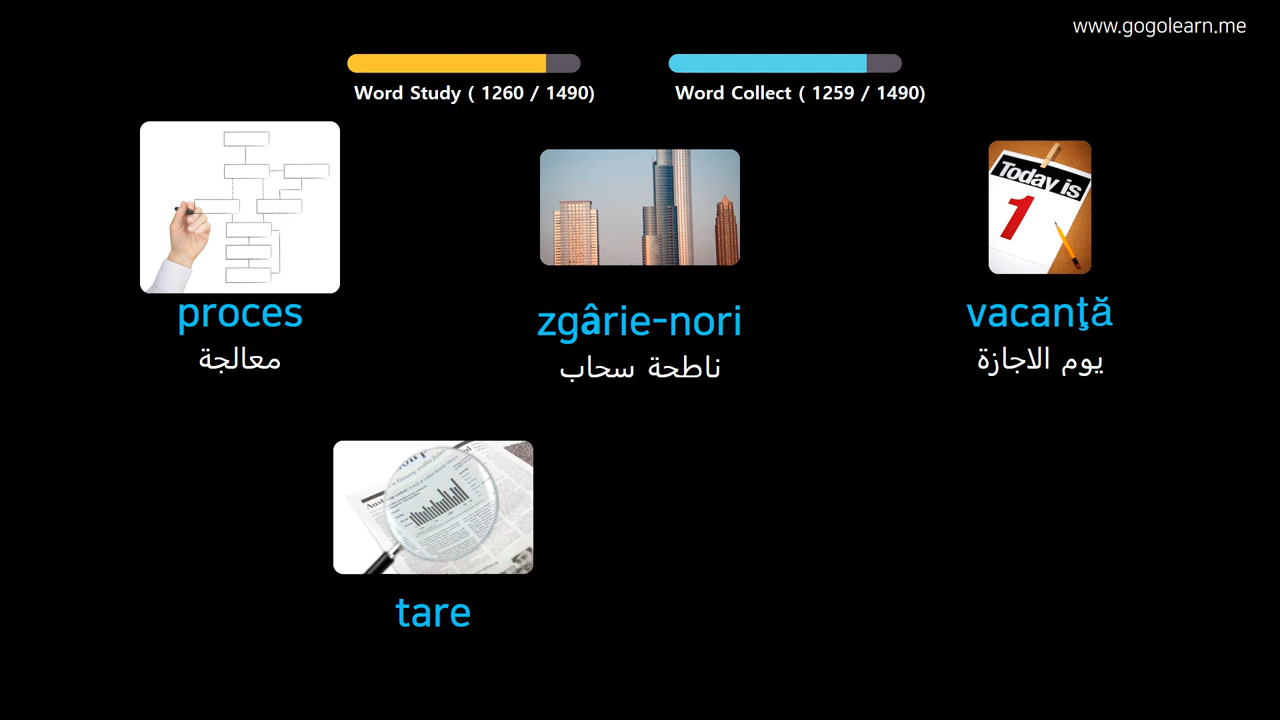 www.gogolearn.me
Word Study ( 1260 / 1490)
Word Collect ( 1259 / 1490)
Today is
1
proces
معالجة
zgârie-nori
ناطحة سحاب
vacanţă
يوم الاجازة
tare